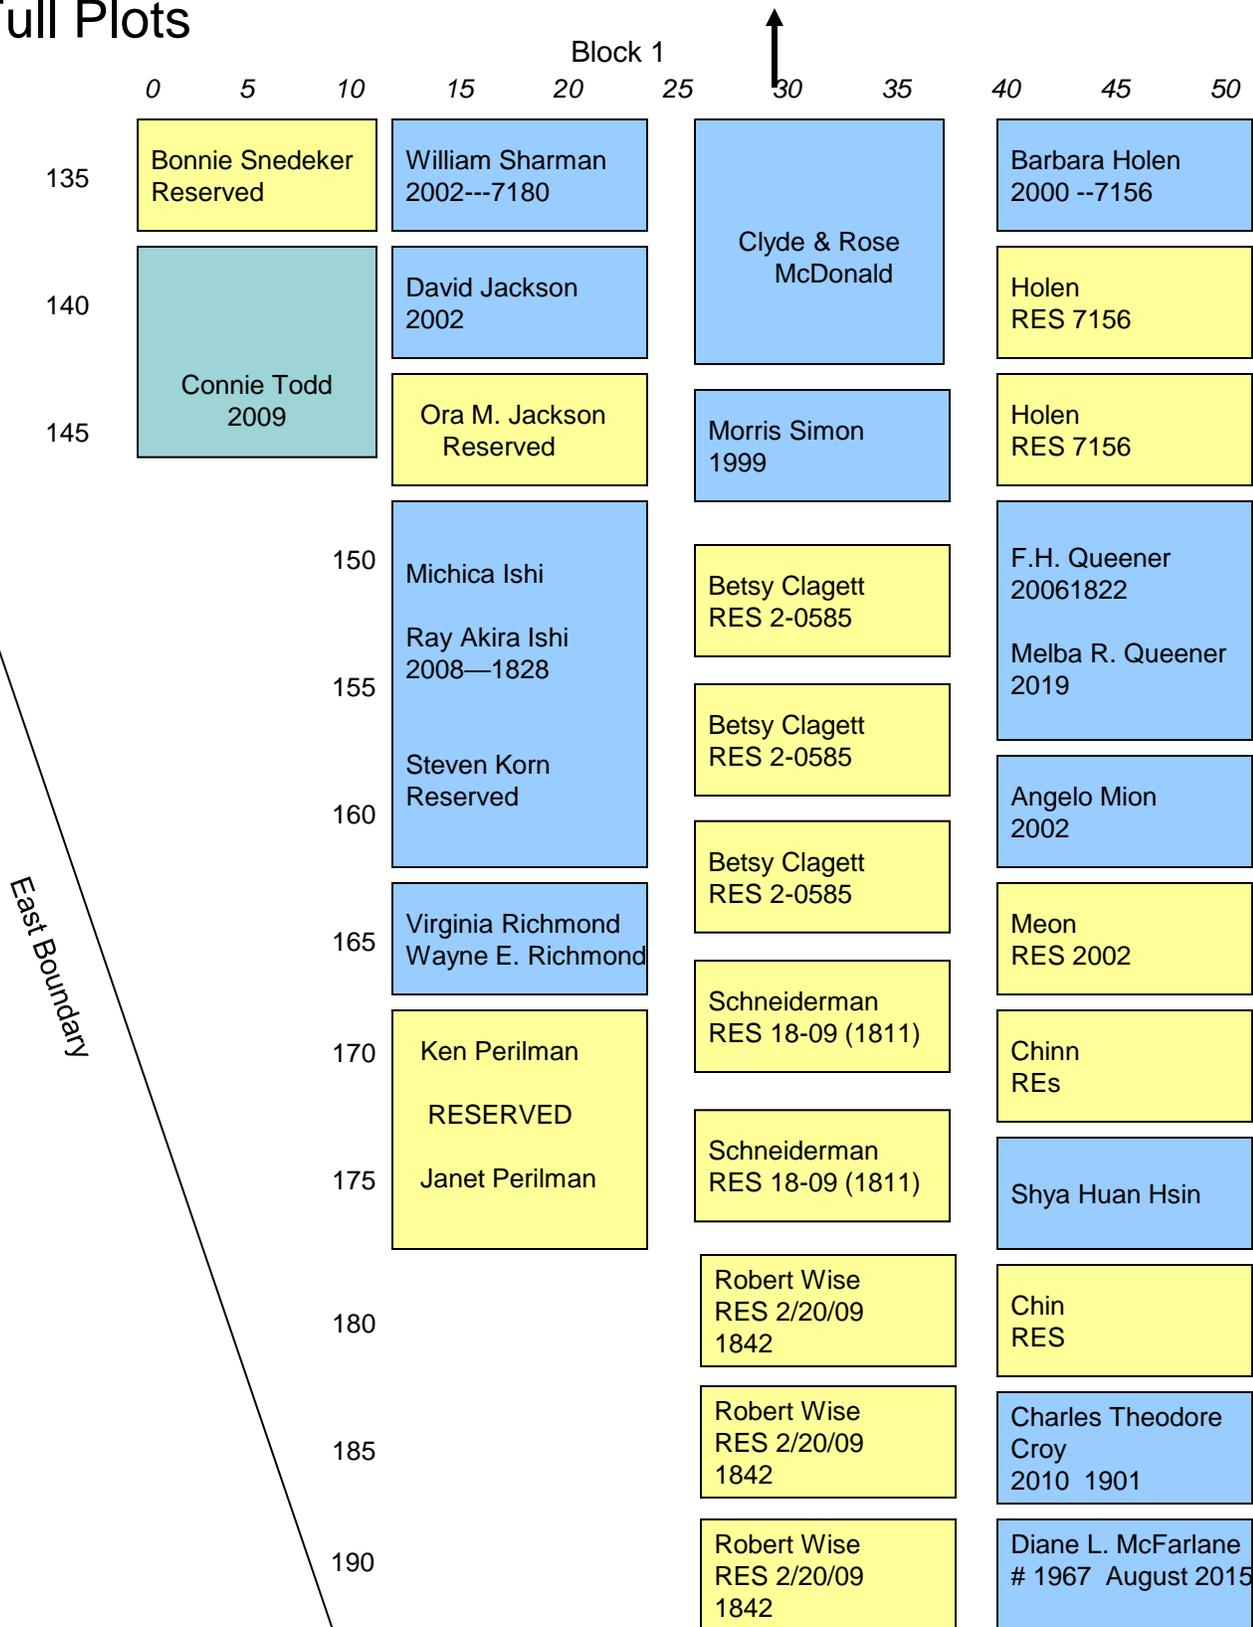 Full Plots
Block 1
0 5 10 15 20 25 30 35 40 45 50
135
140
145
Bonnie Snedeker
Reserved
Connie Todd
2009
150
155
160
165
170
175
180
185
190
William Sharman
2002---7180
David Jackson
2002
Ora M. Jackson
Reserved
Michica Ishi
Ray Akira Ishi
2008—1828
Steven Korn
Reserved
Virginia Richmond
Wayne E. Richmond
Ken Perilman
RESERVED
Janet Perilman
Clyde & Rose
McDonald
Morris Simon
1999
Betsy Clagett
RES 2-0585
Betsy Clagett
RES 2-0585
Betsy Clagett
RES 2-0585
Schneiderman
RES 18-09 (1811)
Schneiderman
RES 18-09 (1811)
Robert Wise
RES 2/20/09
1842
Robert Wise
RES 2/20/09
1842
Robert Wise
RES 2/20/09
1842
Barbara Holen
2000 --7156
Holen
RES 7156
Holen
RES 7156
F.H. Queener
20061822
Melba R. Queener
2019
Angelo Mion
2002
Meon
RES 2002
Chinn
REs
Shya Huan Hsin
Chin
RES
Charles Theodore
Croy
2010 1901
Diane L. McFarlane
# 1967 August 2015
East Boundary